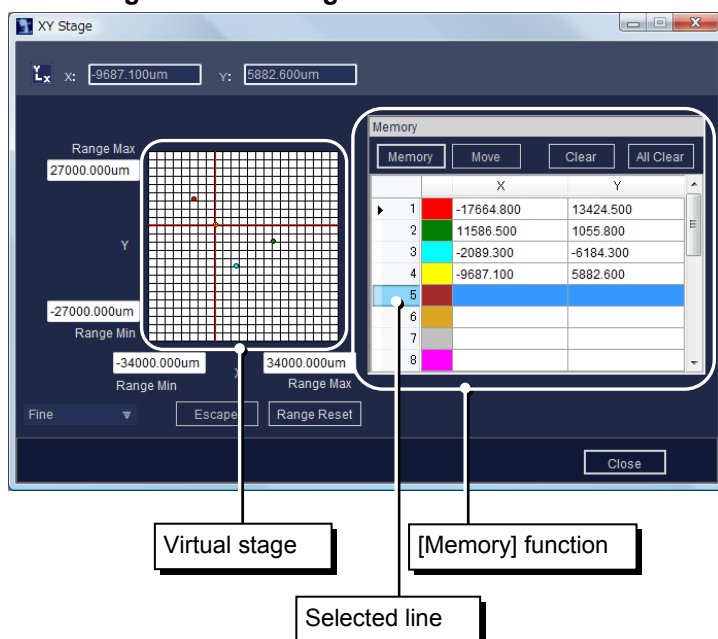 XY Stage
X: -9687.100um Y: 5882.600um
Range Max
27000.000um
Y
-27000.000um
Range Min
-34000.000um X 34000.000um
Range Min Range Max
Fine Escape Range Reset
Memory
Memory Move Clear All Clear
X Y
1 -17664.800 13424.500
2 11586.500 1055.800
3 -2089.300 -6184.300
4 -9687.100 5882.600
5
6
7
8
Close
Virtual stage
[Memory] function
Selected line